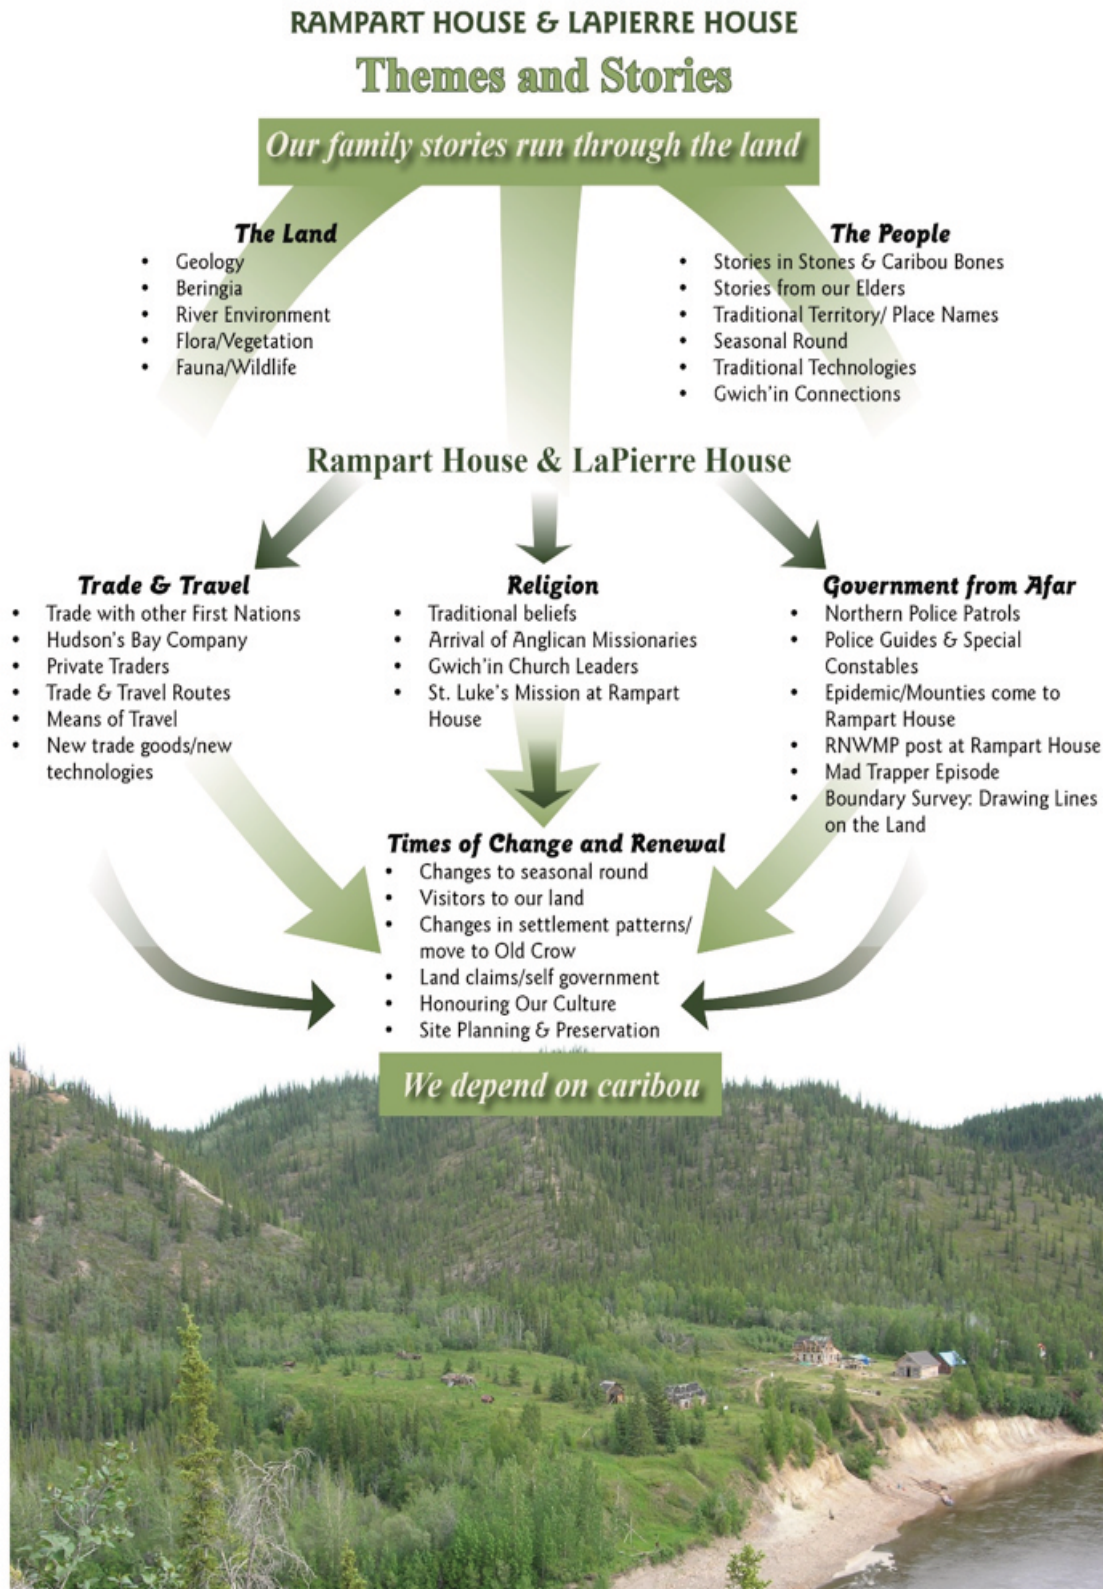 RAMPART HOUSE & LAPIERRE HOUSE
Themes and Stories
Our family stories run through the land
The Land
• Geology
• Beringia
• River Environment
• Flora/Vegetation
• Fauna/Wildlife
The People
• Stories in Stones & Caribou Bones
• Stories from our Elders
• Traditional Territory/ Place Names
• Seasonal Round
• Traditional Technologies
• Gwich'in Connections
Rampart House & LaPierre House
Trade & Travel
• Trade with other First Nations
• Hudson's Bay Company
• Private Traders
• Trade & Travel Routes
• Means of Travel
• New trade goods/new
technologies
Religion
• Traditional beliefs
• Arrival of Anglican Missionaries
• Gwich'in Church Leaders
• St. Luke's Mission at Rampart
House
Government from Afar
• Northern Police Patrols
• Police Guides & Special
Constables
• Epidemic/Mounties come to
Rampart House
• RNWMP post at Rampart House
• Mad Trapper Episode
• Boundary Survey: Drawing Lines
on the Land
Times of Change and Renewal
• Changes to seasonal round
• Visitors to our land
• Changes in settlement patterns/
move to Old Crow
• Land claims/self government
• Honouring Our Culture
• Site Planning & Preservation
We depend on caribou